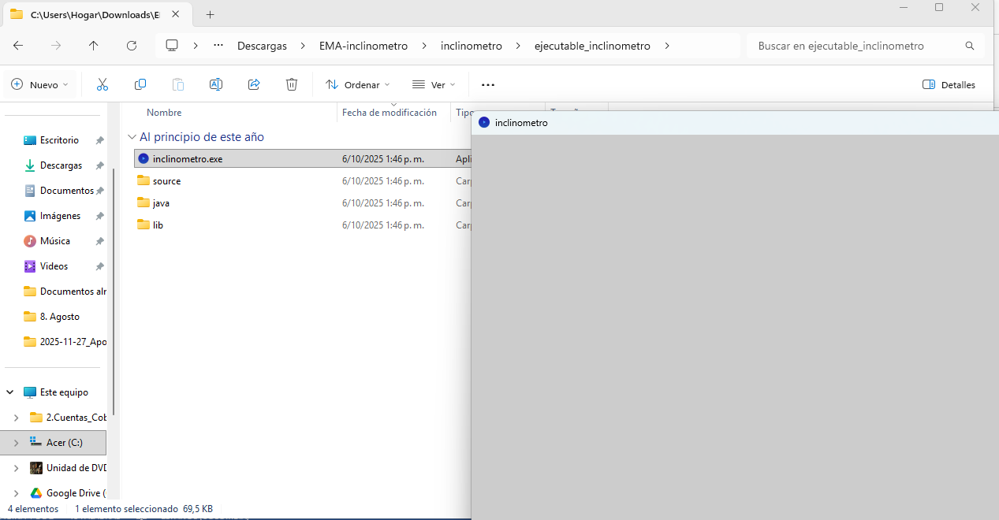 C:\Users\Hogar\Downloads\E
Descargas
EMA-inclinometro
inclinometro
ejecutable_inclinometro
Buscar en ejecutable_inclinometro
Nuevo
Ordenar
Ver
Detalles
Nombre
Fecha de modificación
Tipo
Al principio de este año
inclinometro.exe 6/10/2025 1:46 p. m. Apli
source 6/10/2025 1:46 p. m. Carp
java 6/10/2025 1:46 p. m. Carp
lib 6/10/2025 1:46 p. m. Carp
inclinometro
Escritorio
Descargas
Documentos
Imágenes
Música
Videos
Documentos alr
8. Agosto
2025-11-27_Apo
Este equipo
2.Cuentas_Cob
Acer (C:)
Unidad de DVD
Google Drive (
4 elementos
1 elemento seleccionado 69,5 KB